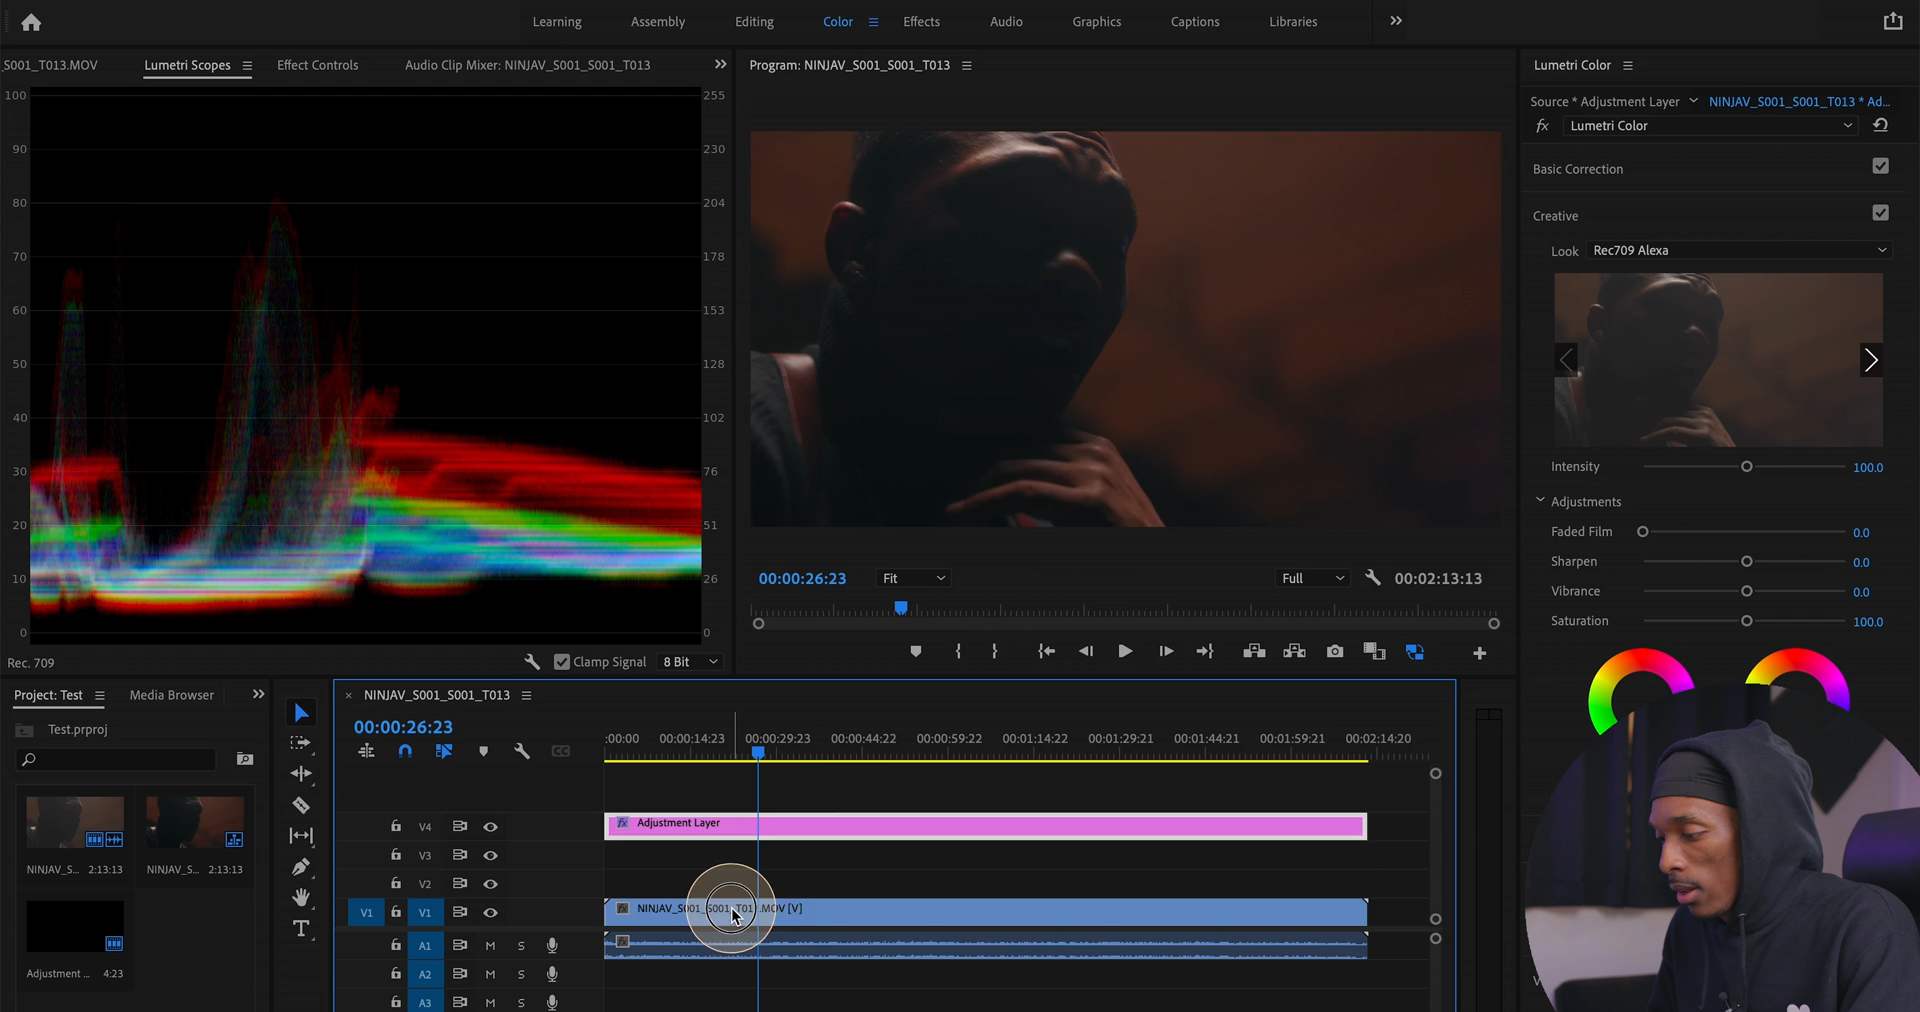 Learning Assembly Editing Color Effects Audio Graphics Captions Libraries
_S001_T013.MOV Lumetri Scopes Effect Controls Audio Clip Mixer: NINJAV_S001_S001_T013
Program: NINJAV_S001_S001_T013
Lumetri Color
100 255
90 230
80 204
70 178
60 153
50 128
40 102
30 76
20 51
10 26
0 0
Rec. 709
Clamp Signal
8 Bit
00:00:26:23
Fit
Full
00:02:13:13
Source * Adjustment Layer
NINJAV_S001_S001_T013 * Ad...
fx
Lumetri Color
Basic Correction
Creative
Look
Rec709 Alexa
Intensity 100.0
Adjustments
Faded Film 0.0
Sharpen 0.0
Vibrance 0.0
Saturation 100.0
Project: Test
Media Browser
Test.prproj
NINJAV_S... 2:13:13
NINJAV_S... 2:13:13
Adjustment ... 4:23
T
NINJAV_S001_S001_T013
00:00:26:23
CC
:00:00 00:00:14:23 00:00:29:23 00:00:44:22 00:00:59:22 00:01:14:22 00:01:29:21 00:01:44:21 00:01:59:21 00:02:14:20
V4
fx Adjustment Layer
V3
V2
V1 V1
fx .MOV [V]
A1 M S
A2 M S
A3 M S